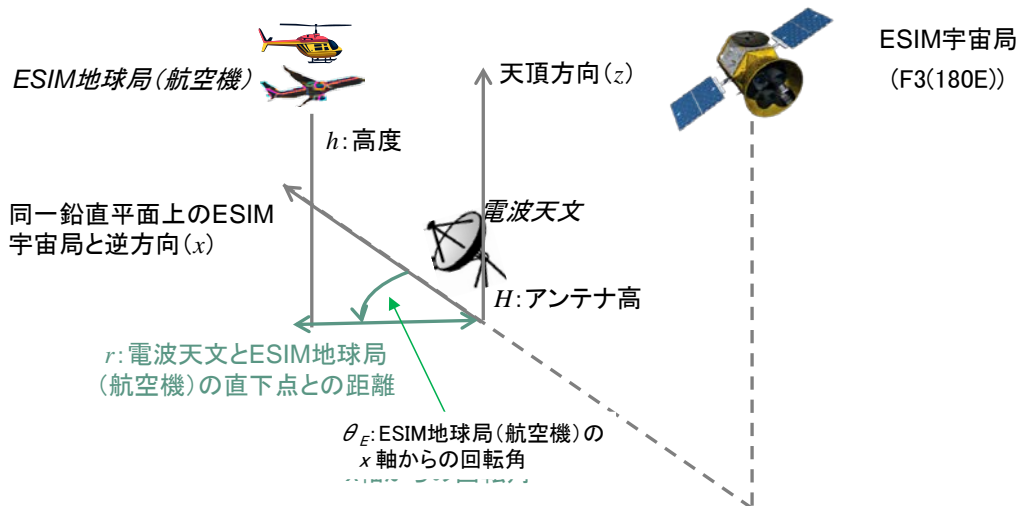 ESIM地球局(航空機)
天頂方向(z)
ESIM宇宙局
(F3(180E))
h:高度
同一鉛直平面上のESIM
宇宙局と逆方向(x)
電波天文
H:アンテナ高
r:電波天文とESIM地球局
(航空機)の直下点との距離
θE:ESIM地球局(航空機)の
x 軸からの回転角